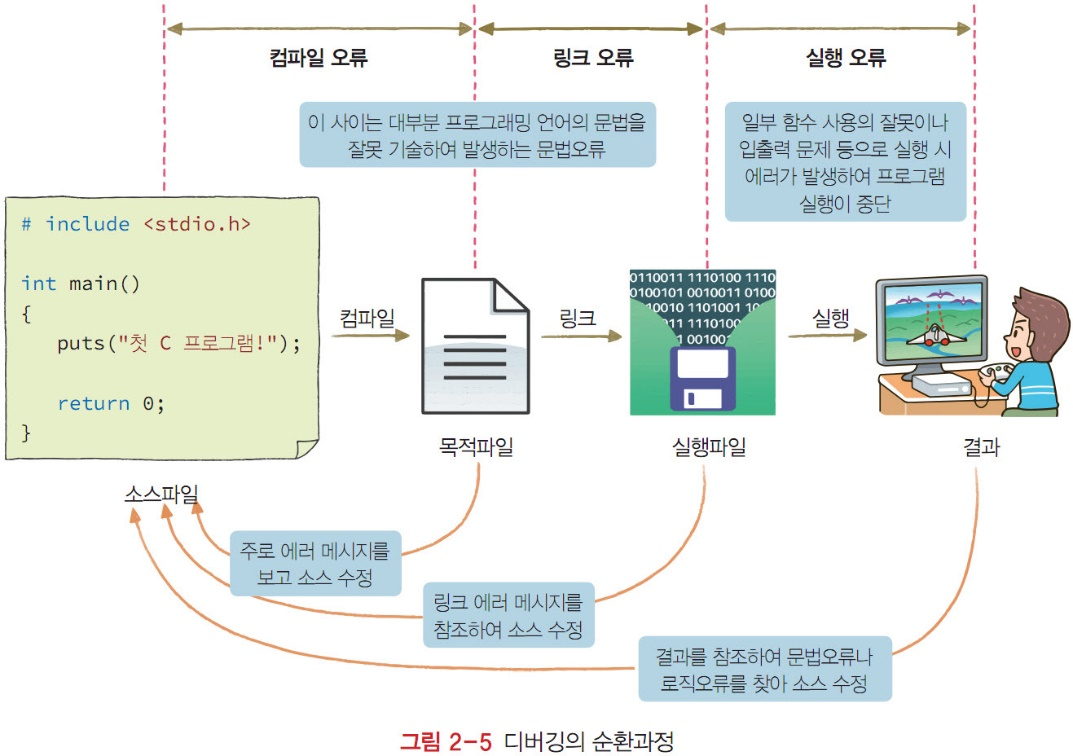 컴파일 오류
링크 오류
실행 오류
이 사이는 대부분 프로그래밍 언어의 문법을
잘못 기술하여 발생하는 문법오류
일부 함수 사용의 잘못이나
입출력 문제 등으로 실행 시
에러가 발생하여 프로그램
실행이 중단
# include <stdio.h>
int main()
{
puts("첫 C 프로그램!");
return 0;
}
컴파일
링크
0110011 1110100 1110
실행
소스파일
목적파일
실행파일
결과
주로 에러 메시지를
보고 소스 수정
링크 에러 메시지를
참조하여 소스 수정
결과를 참조하여 문법오류나
로직오류를 찾아 소스 수정
그림 2-5 디버깅의 순환과정